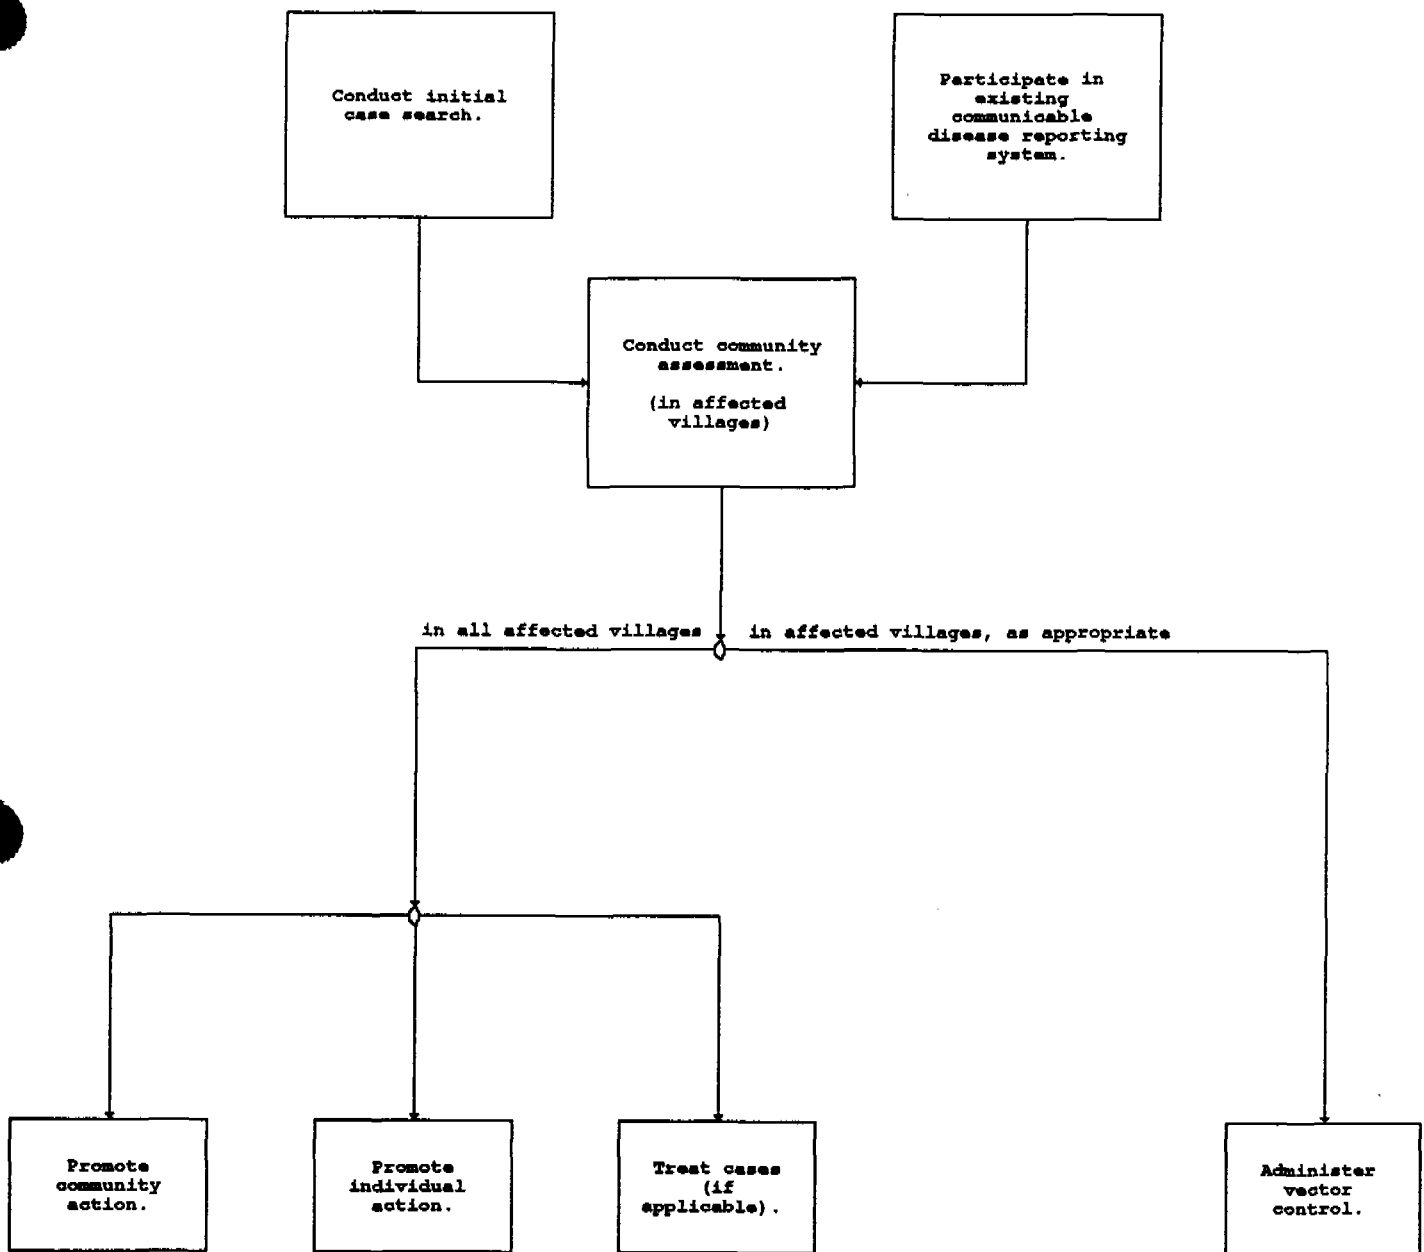 Conduct initial
case search.
Participate in
existing
communicable
disease reporting
system.
Conduct community
assessment.
(in affected
villages)
in all affected villages
in affected villages, as appropriate
Promote
community
action.
Promote
individual
action.
Treat cases
(if
applicable).
Administer
vector
control.